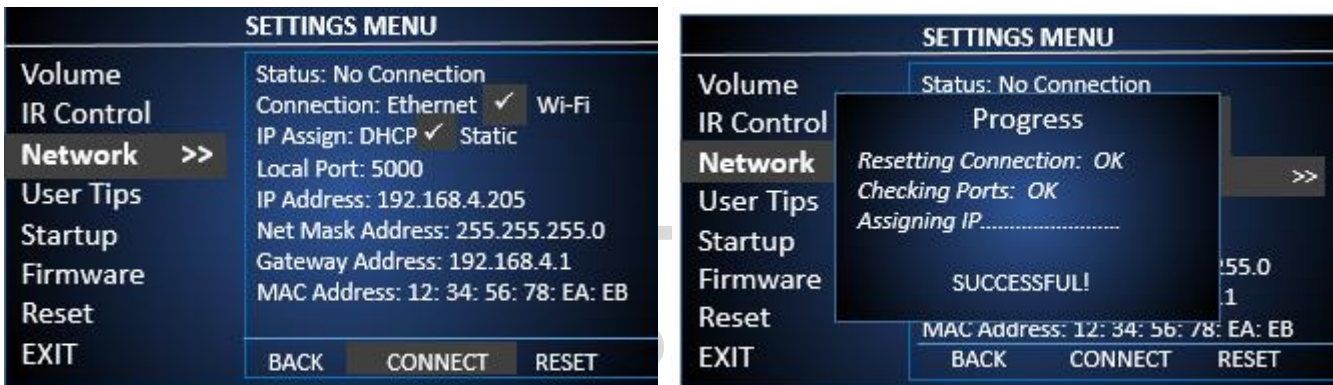 SETTINGS MENU
Volume
IR Control
Network >>
User Tips
Startup
Firmware
Reset
EXIT
Status: No Connection
Connection: Ethernet ✓ Wi-Fi
IP Assign: DHCP ✓ Static
Local Port: 5000
IP Address: 192.168.4.205
Net Mask Address: 255.255.255.0
Gateway Address: 192.168.4.1
MAC Address: 12: 34: 56: 78: EA: EB
BACK CONNECT RESET
SETTINGS MENU
Volume
IR Control
Network
User Tips
Startup
Firmware
Reset
EXIT
Status: No Connection
>>
Progress
Resetting Connection: OK
Checking Ports: OK
Assigning IP........................
SUCCESSFUL!
.255.0
.1
MAC Address: 12: 34: 56: 78: EA: EB
BACK CONNECT RESET